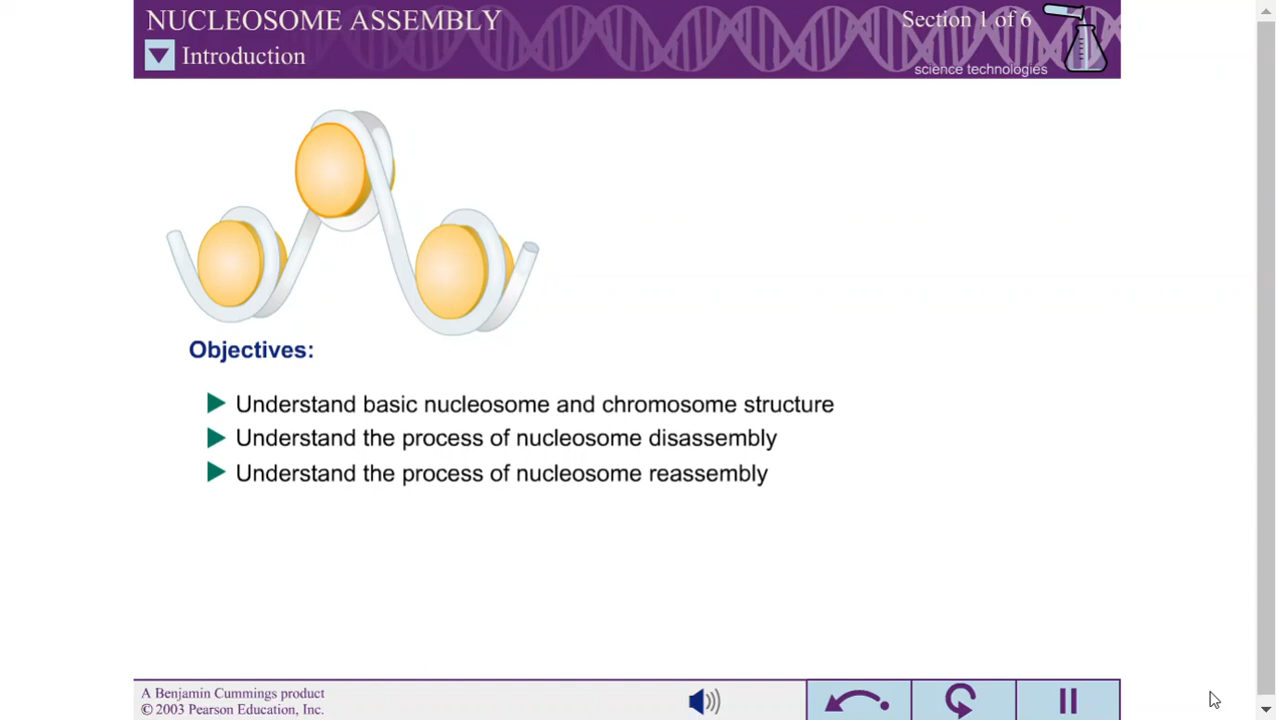 NUCLEOSOME ASSEMBLY
Section 1 of 6
Introduction
science technologies
Objectives:
Understand basic nucleosome and chromosome structure
Understand the process of nucleosome disassembly
Understand the process of nucleosome reassembly
A Benjamin Cummings product
© 2003 Pearson Education, Inc.